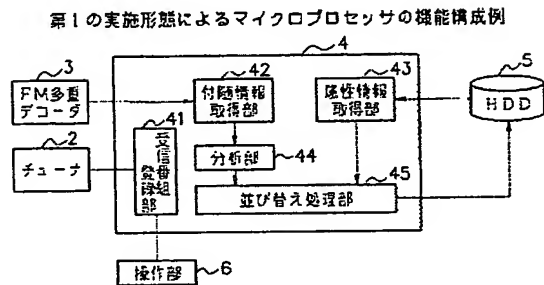 第1の実施形態によるマイクロプロセッサの機能構成例
4
3
FM多重
デコーダ
42
付随情報
取得部
43
属性情報
取得部
5
HDD
41
受信番組
登録部
2
チューナ
分析部
44
45
並び替え処理部
操作部
6